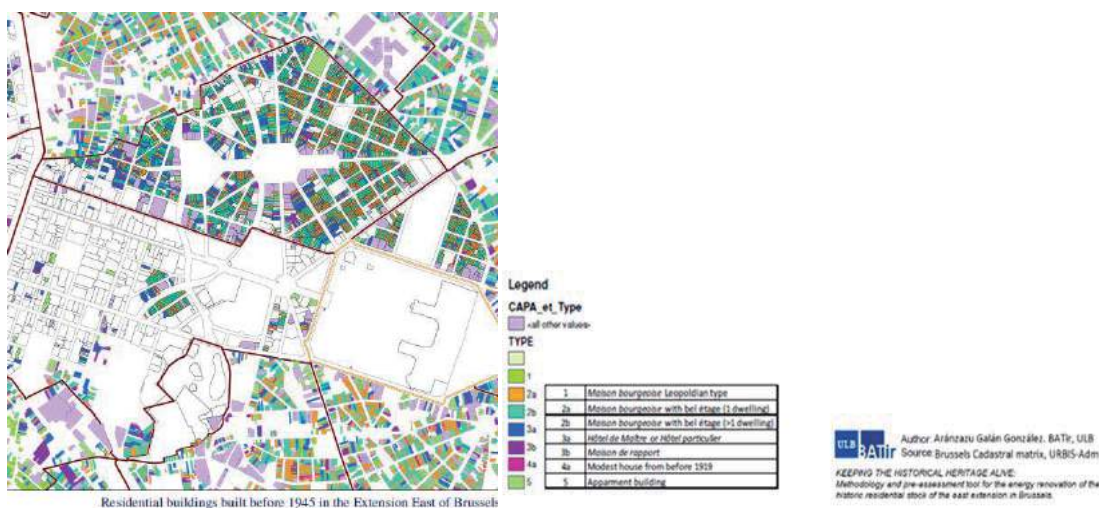 Residential buildings built before 1945 in the Extension East of Brussels
Legend
CAPA_et_Type
<all other values>
TYPE
1
2a
2b
3a
3b
4a
5
1 Maison bourgeoise Leopoldian type
2a Maison bourgeoise with bel étage (1 dwelling)
2b Maison bourgeoise with bel étage (>1 dwelling)
3a Hôtel de Maître or Hôtel particulier
3b Maison de rapport
4a Modest house from before 1919
5 Apparment building
ULB BATir
Author: Aránzazu Galán González. BATir, ULB
Source: Brussels Cadastral matrix, URBIS-Adm
KEEPING THE HISTORICAL HERITAGE ALIVE:
Methodology and pre-assessment tool for the energy renovation of the
historic residential stock of the east extension in Brussels.